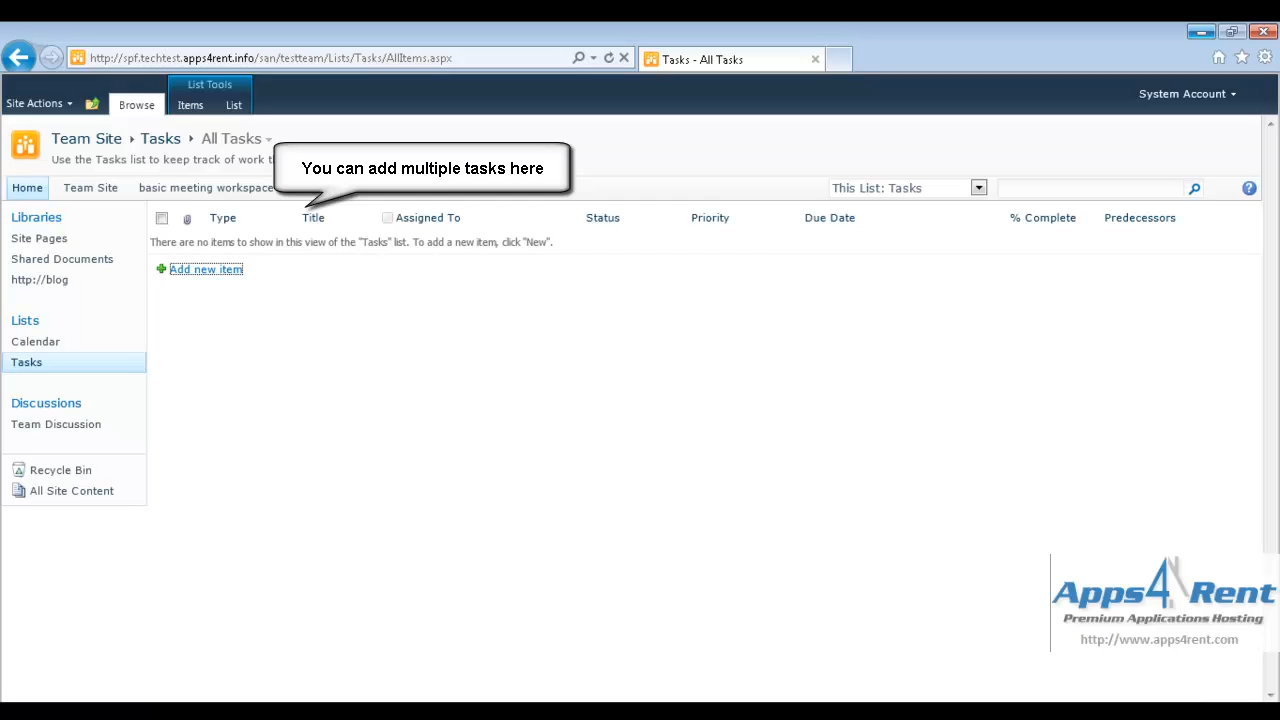 http://spf.techtest.apps4rent.info/san/testteam/Lists/Tasks/AllItems.aspx
Tasks - All Tasks
List Tools
Site Actions
Browse
Items
List
System Account
Team Site
Tasks
All Tasks
Use the Tasks list to keep track of work t
You can add multiple tasks here
Home
Team Site
basic meeting workspace
This List: Tasks
Libraries
Site Pages
Shared Documents
http://blog
Lists
Calendar
Tasks
Discussions
Team Discussion
Recycle Bin
All Site Content
Type
Title
Assigned To
Status
Priority
Due Date
% Complete
Predecessors
There are no items to show in this view of the "Tasks" list. To add a new item, click "New".
Add new item
Apps4Rent
Premium Applications Hosting
http://www.apps4rent.com